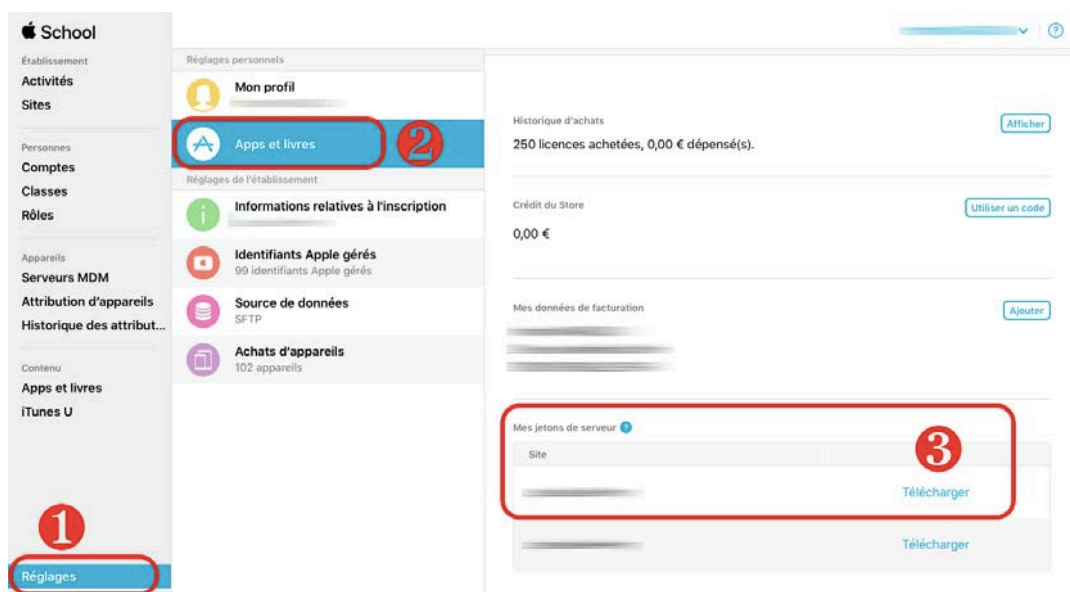 School
Établissement
Activités
Sites
Personnes
Comptes
Classes
Rôles
Appareils
Serveurs MDM
Attribution d'appareils
Historique des attribut...
Contenu
Apps et livres
iTunes U
1
Réglages
Réglages personnels
Mon profil
Apps et livres
2
Réglages de l'établissement
Informations relatives à l'inscription
Identifiants Apple gérés
99 identifiants Apple gérés
Source de données
SFTP
Achats d'appareils
102 appareils
?
Historique d'achats
Afficher
250 licences achetées, 0,00 € dépensé(s).
Crédit du Store
Utiliser un code
0,00 €
Mes données de facturation
Ajouter
Mes jetons de serveur ?
3
Site
Télécharger
Télécharger